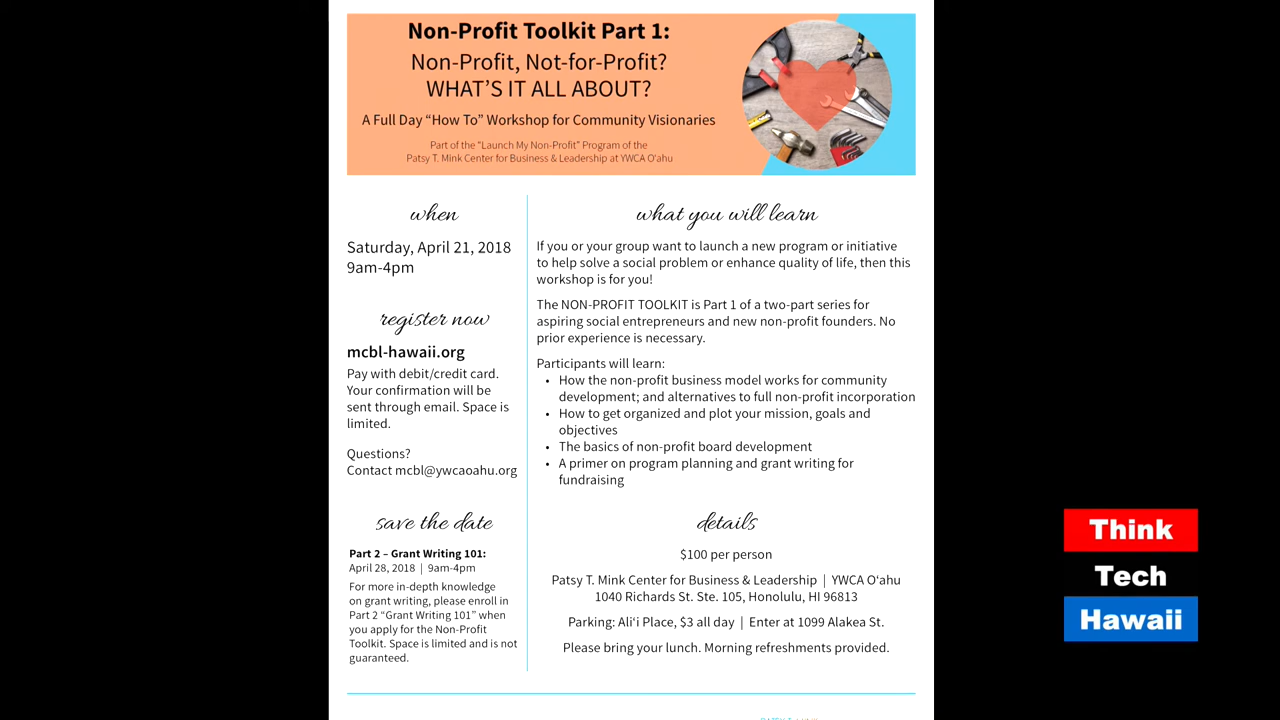 Non-Profit Toolkit Part 1:
Non-Profit, Not-for-Profit?
WHAT'S IT ALL ABOUT?
A Full Day “How To” Workshop for Community Visionaries
Part of the “Launch My Non-Profit” Program of the
Patsy T. Mink Center for Business & Leadership at YWCA O'ahu
when
Saturday, April 21, 2018
9am-4pm
register now
mcbl-hawaii.org
Pay with debit/credit card.
Your confirmation will be
sent through email. Space is
limited.
Questions?
Contact mcbl@ywcaoahu.org
save the date
Part 2 – Grant Writing 101:
April 28, 2018 | 9am-4pm
For more in-depth knowledge
on grant writing, please enroll in
Part 2 “Grant Writing 101” when
you apply for the Non-Profit
Toolkit. Space is limited and is not
guaranteed.
what you will learn
If you or your group want to launch a new program or initiative
to help solve a social problem or enhance quality of life, then this
workshop is for you!
The NON-PROFIT TOOLKIT is Part 1 of a two-part series for
aspiring social entrepreneurs and new non-profit founders. No
prior experience is necessary.
Participants will learn:
• How the non-profit business model works for community
development; and alternatives to full non-profit incorporation
• How to get organized and plot your mission, goals and
objectives
• The basics of non-profit board development
• A primer on program planning and grant writing for
fundraising
details
$100 per person
Patsy T. Mink Center for Business & Leadership | YWCA Oʻahu
1040 Richards St. Ste. 105, Honolulu, HI 96813
Parking: Aliʻi Place, $3 all day | Enter at 1099 Alakea St.
Please bring your lunch. Morning refreshments provided.
Think
Tech
Hawaii